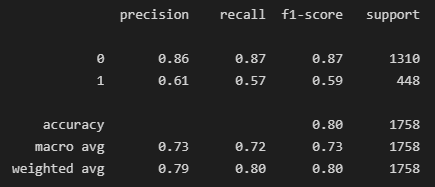 precision recall f1-score support
0 0.86 0.87 0.87 1310
1 0.61 0.57 0.59 448
accuracy 0.80 1758
macro avg 0.73 0.72 0.73 1758
weighted avg 0.79 0.80 0.80 1758